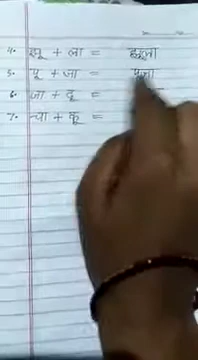 4. झू + ला = झूला
5. पू + जा = पूजा
6. जा + दू =
7. चा + कू =